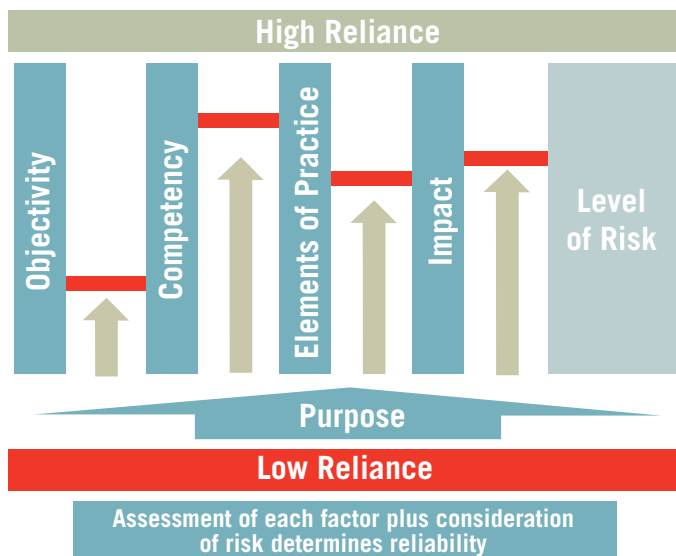 High Reliance
Objectivity
Competency
Elements of Practice
Impact
Level
of Risk
Purpose
Low Reliance
Assessment of each factor plus consideration
of risk determines reliability